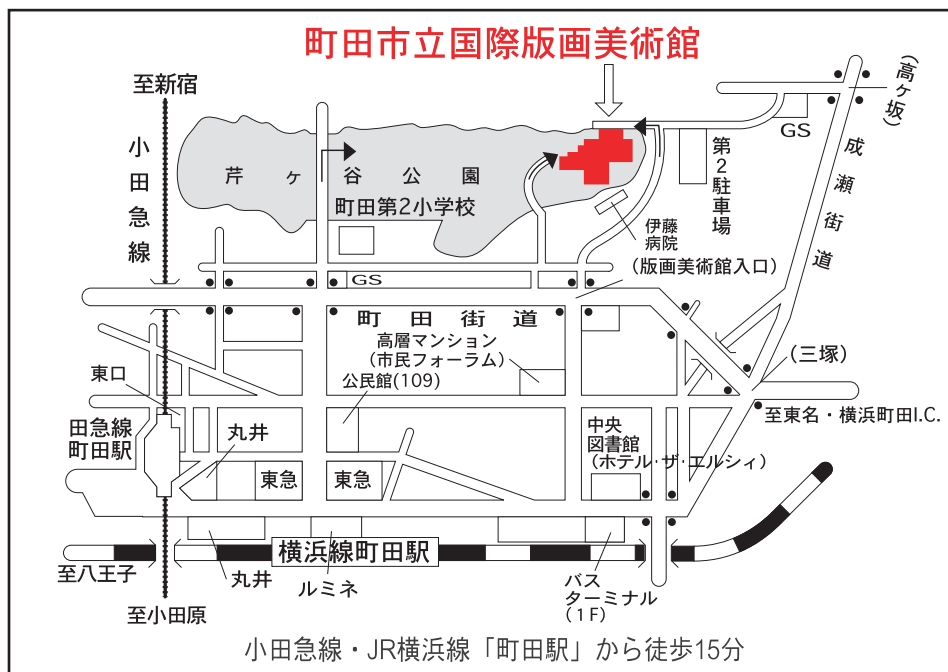 町田市立国際版画美術館
至新宿
(高ヶ坂)
GS
小田急線
第2駐車場
成瀬街道
芹ヶ谷公園
町田第2小学校
伊藤
病院
(版画美術館入口)
GS
町田街道
高層マンション
(市民フォーラム)
(三塚)
東口
公民館(109)
至東名・横浜町田I.C.
田急線
町田駅
丸井
中央
図書館
(ホテル・ザ・エルシィ)
東急
東急
横浜線町田駅
至八王子
丸井
ルミネ
バス
ターミナル
(1F)
至小田原
小田急線・JR横浜線「町田駅」から徒歩15分